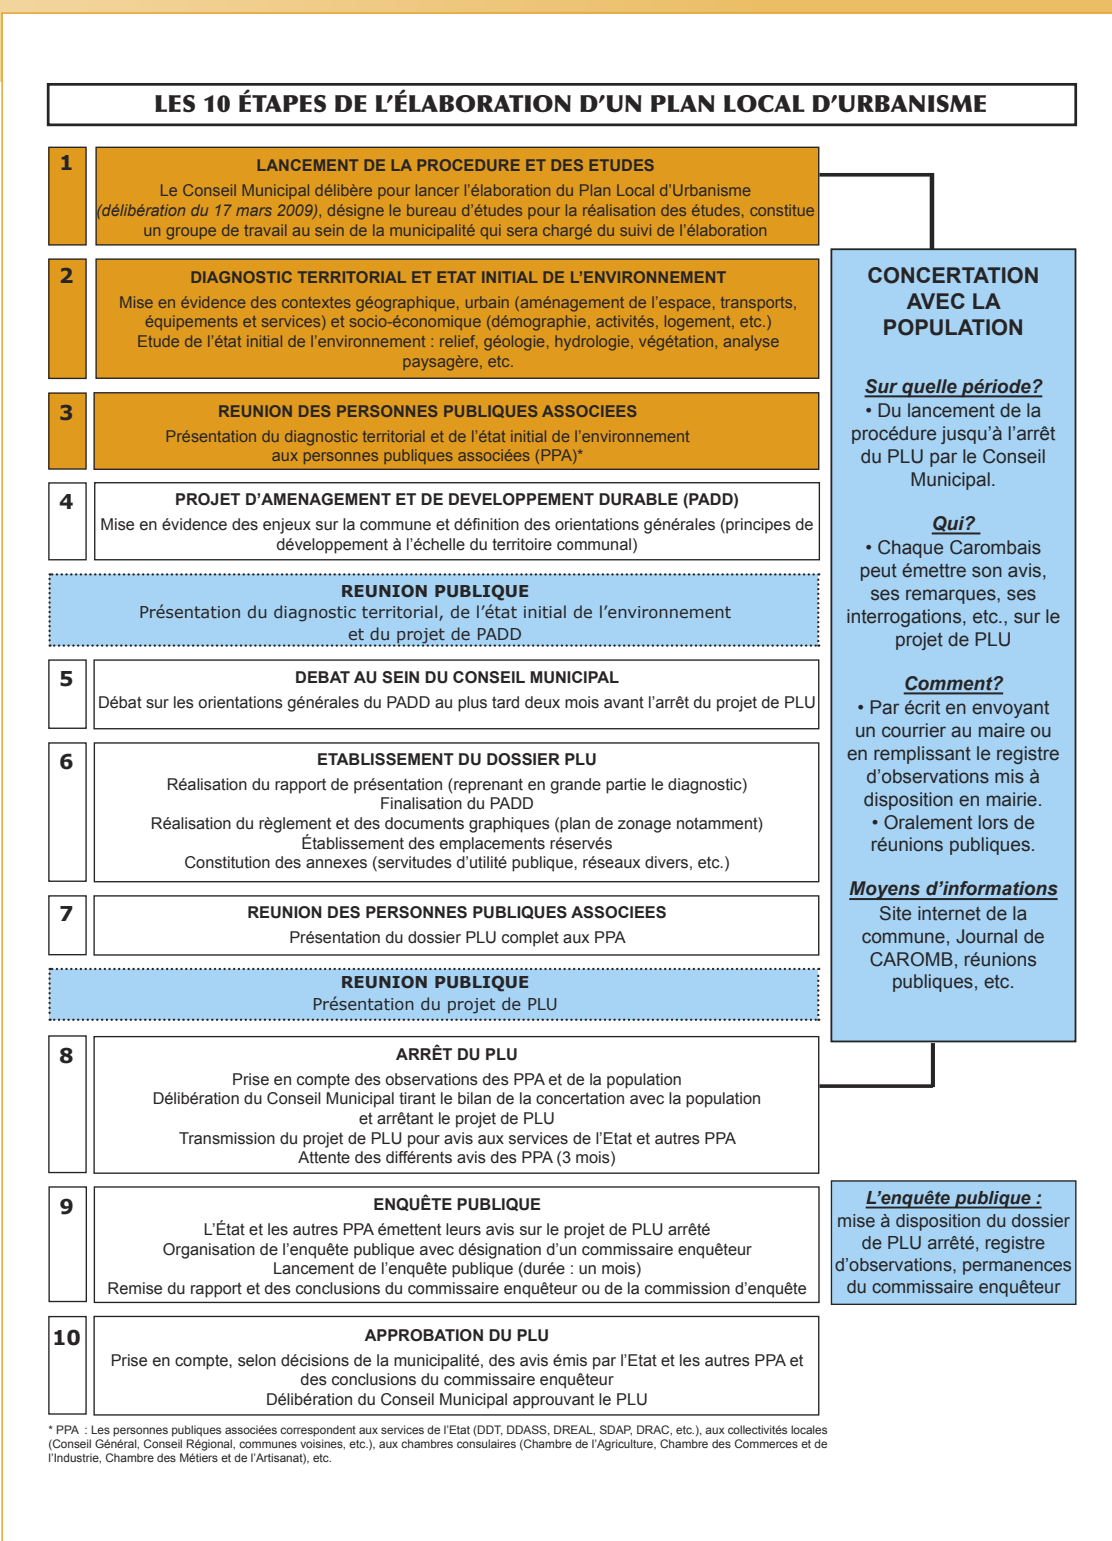 LES 10 ÉTAPES DE L'ÉLABORATION D'UN PLAN LOCAL D'URBANISME
1
LANCEMENT DE LA PROCEDURE ET DES ETUDES
Le Conseil Municipal délibère pour lancer l'élaboration du Plan Local d'Urbanisme
(délibération du 17 mars 2009), désigne le bureau d'études pour la réalisation des études, constitue
un groupe de travail au sein de la municipalité qui sera chargé du suivi de l'élaboration
2
DIAGNOSTIC TERRITORIAL ET ETAT INITIAL DE L'ENVIRONNEMENT
Mise en évidence des contextes géographique, urbain (aménagement de l'espace, transports,
équipements et services) et socio-économique (démographie, activités, logement, etc.)
Etude de l'état initial de l'environnement : relief, géologie, hydrologie, végétation, analyse
paysagère, etc.
3
REUNION DES PERSONNES PUBLIQUES ASSOCIEES
Présentation du diagnostic territorial et de l'état initial de l'environnement
aux personnes publiques associées (PPA)*
4
PROJET D'AMENAGEMENT ET DE DEVELOPPEMENT DURABLE (PADD)
Mise en évidence des enjeux sur la commune et définition des orientations générales (principes de
développement à l'échelle du territoire communal)
REUNION PUBLIQUE
Présentation du diagnostic territorial, de l'état initial de l'environnement
et du projet de PADD
5
DEBAT AU SEIN DU CONSEIL MUNICIPAL
Débat sur les orientations générales du PADD au plus tard deux mois avant l'arrêt du projet de PLU
6
ETABLISSEMENT DU DOSSIER PLU
Réalisation du rapport de présentation (reprenant en grande partie le diagnostic)
Finalisation du PADD
Réalisation du règlement et des documents graphiques (plan de zonage notamment)
Établissement des emplacements réservés
Constitution des annexes (servitudes d'utilité publique, réseaux divers, etc.)
7
REUNION DES PERSONNES PUBLIQUES ASSOCIEES
Présentation du dossier PLU complet aux PPA
REUNION PUBLIQUE
Présentation du projet de PLU
8
ARRÊT DU PLU
Prise en compte des observations des PPA et de la population
Délibération du Conseil Municipal tirant le bilan de la concertation avec la population
et arrêtant le projet de PLU
Transmission du projet de PLU pour avis aux services de l'Etat et autres PPA
Attente des différents avis des PPA (3 mois)
9
ENQUÊTE PUBLIQUE
L'État et les autres PPA émettent leurs avis sur le projet de PLU arrêté
Organisation de l'enquête publique avec désignation d'un commissaire enquêteur
Lancement de l'enquête publique (durée : un mois)
Remise du rapport et des conclusions du commissaire enquêteur ou de la commission d'enquête
10
APPROBATION DU PLU
Prise en compte, selon décisions de la municipalité, des avis émis par l'Etat et les autres PPA et
des conclusions du commissaire enquêteur
Délibération du Conseil Municipal approuvant le PLU
CONCERTATION
AVEC LA
POPULATION
Sur quelle période?
• Du lancement de la
procédure jusqu'à l'arrêt
du PLU par le Conseil
Municipal.
Qui?
• Chaque Carombais
peut émettre son avis,
ses remarques, ses
interrogations, etc., sur le
projet de PLU
Comment?
• Par écrit en envoyant
un courrier au maire ou
en remplissant le registre
d'observations mis à
disposition en mairie.
• Oralement lors de
réunions publiques.
Moyens d'informations
Site internet de la
commune, Journal de
CAROMB, réunions
publiques, etc.
L'enquête publique :
mise à disposition du dossier
de PLU arrêté, registre
d'observations, permanences
du commissaire enquêteur
* PPA : Les personnes publiques associées correspondent aux services de l'Etat (DDT, DDASS, DREAL, SDAP, DRAC, etc.), aux collectivités locales
(Conseil Général, Conseil Régional, communes voisines, etc.), aux chambres consulaires (Chambre de l'Agriculture, Chambre des Commerces et de
l'Industrie, Chambre des Métiers et de l'Artisanat), etc.